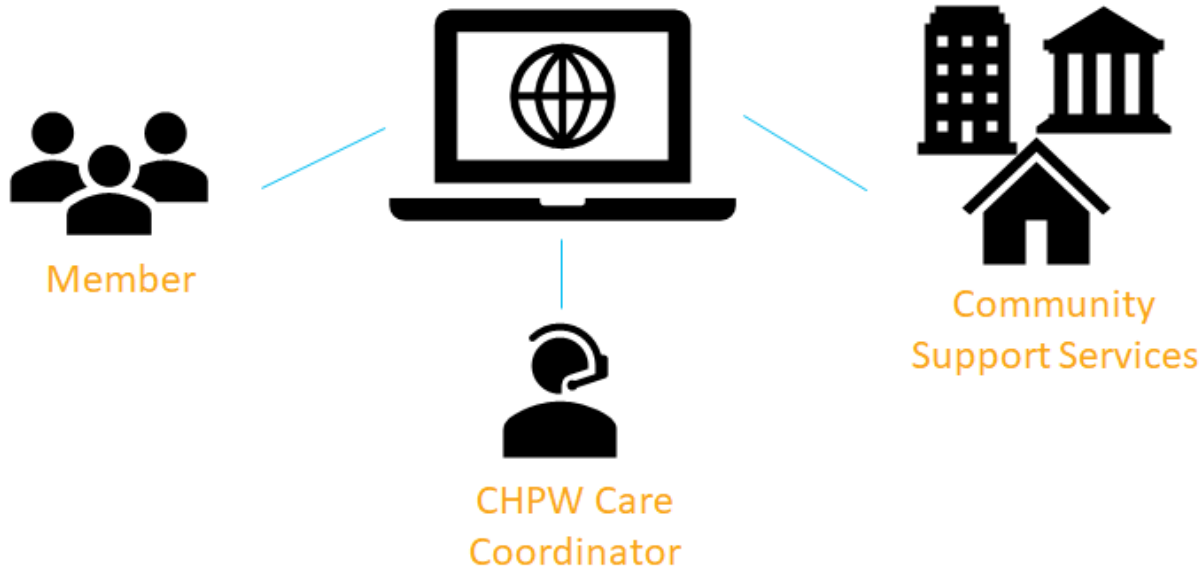 Member
Community
Support Services
CHPW Care
Coordinator